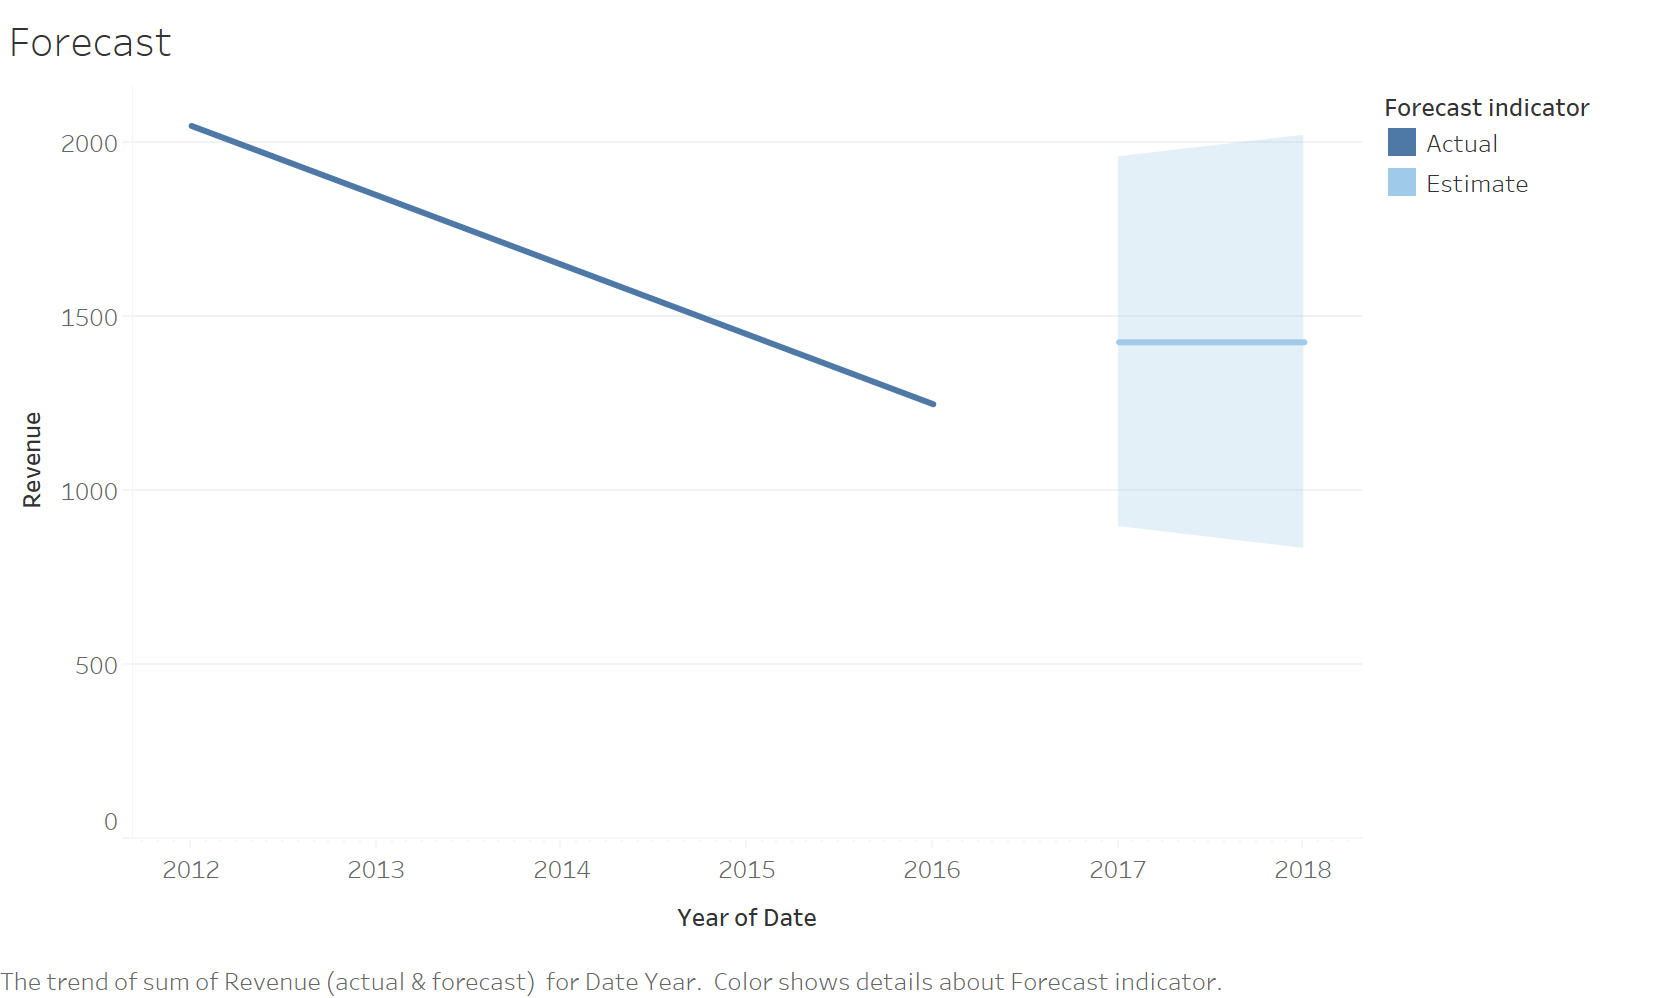 Forecast
Forecast indicator
Actual
Estimate
2000
1500
1000
500
0
Revenue
2012 2013 2014 2015 2016 2017 2018
Year of Date
The trend of sum of Revenue (actual & forecast)  for Date Year.  Color shows details about Forecast indicator.